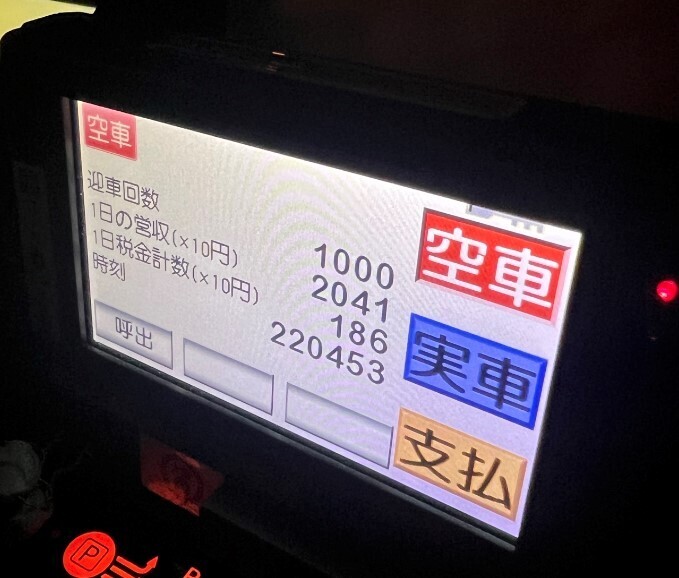 空車
迎車回数 1000
1日の営収(×10円) 2041
1日税金計数(×10円) 186
時刻 220453
空車
実車
支払
呼出
P